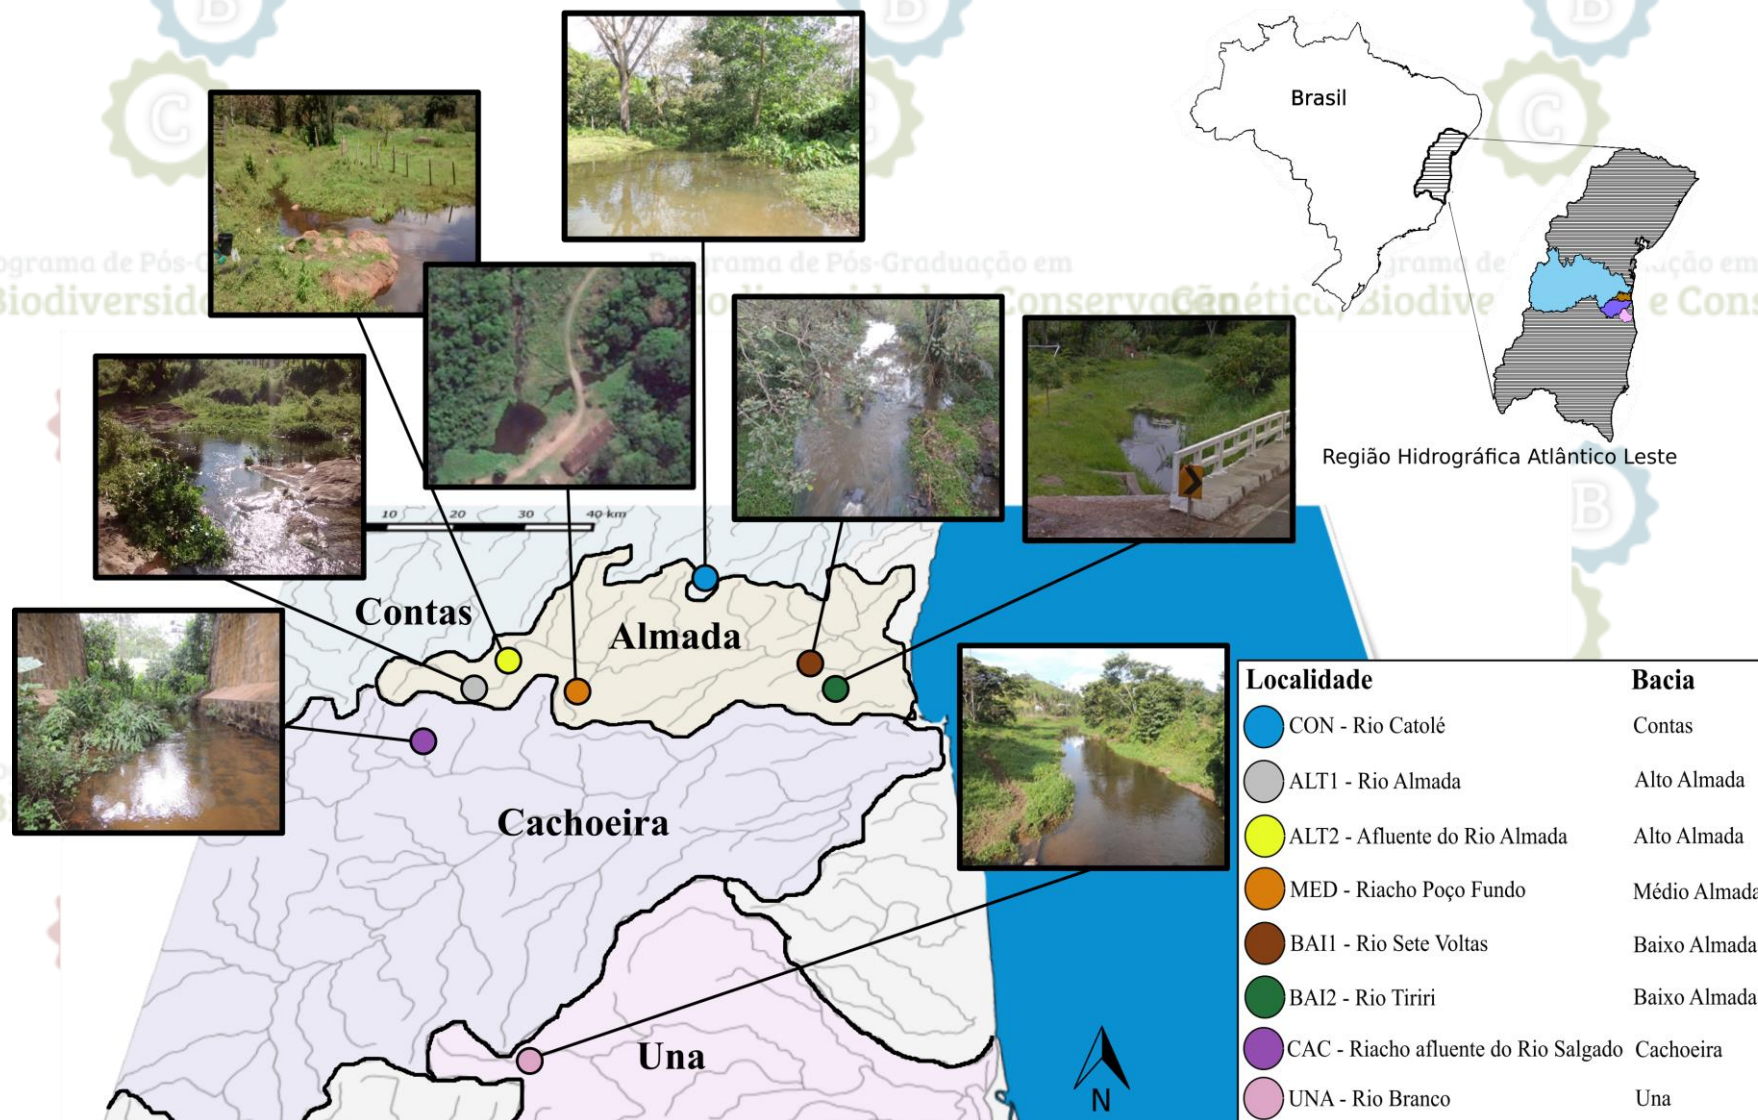 B
B
B
C
C
C
Brasil
Programa de Pós-Graduação em
Região Hidrográfica Atlântico Leste
10 20 30 40 km
Contas
Almada
Cachoeira
Una
N
B
Localidade Bacia
CON - Rio Catolé Contas
ALT1 - Rio Almada Alto Almada
ALT2 - Afluente do Rio Almada Alto Almada
MED - Riacho Poço Fundo Médio Almada
BAI1 - Rio Sete Voltas Baixo Almada
BAI2 - Rio Tiriri Baixo Almada
CAC - Riacho afluente do Rio Salgado Cachoeira
UNA - Rio Branco Una